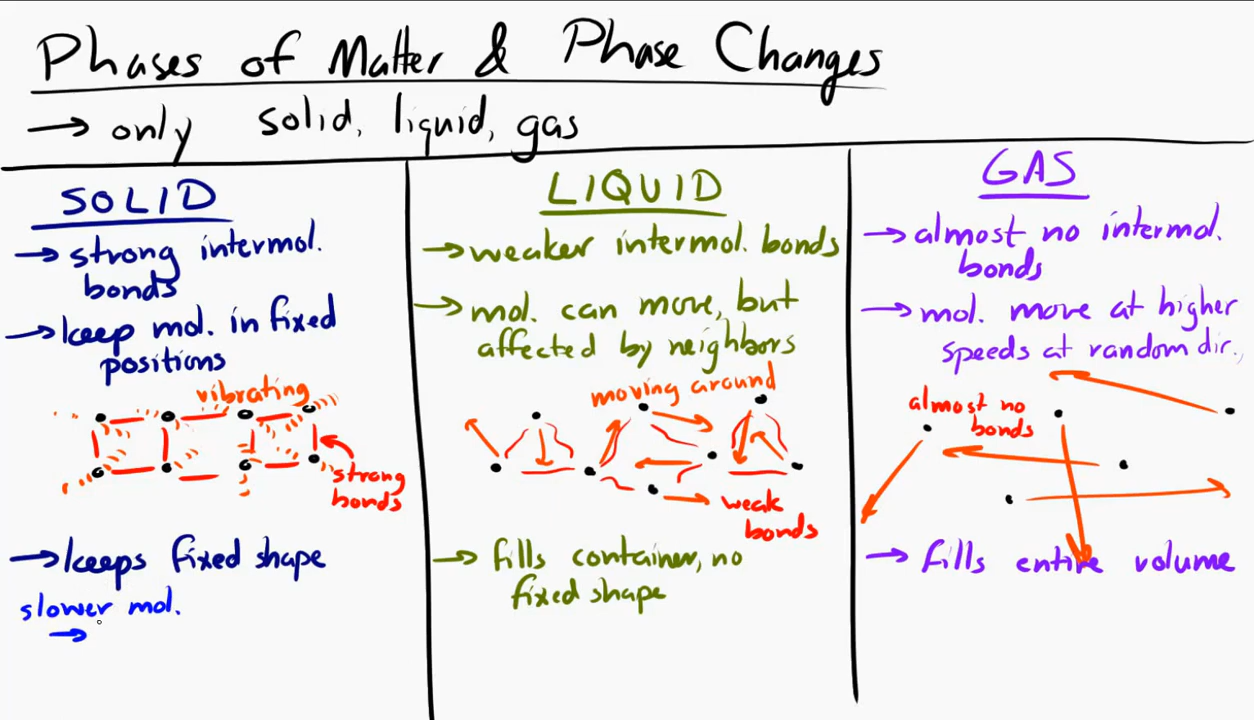 Phases of Matter & Phase Changes
→ only solid, liquid, gas
SOLID
→ strong intermol.
bonds
→ keep mol. in fixed
positions
vibrating
strong
bonds
→ keeps fixed shape
slower mol.
→
LIQUID
→ weaker intermol. bonds
→ mol. can move, but
affected by neighbors
moving around
weak
bonds
→ fills container, no
fixed shape
GAS
→ almost no intermol.
bonds
→ mol. move at higher
speeds at random dir.,
almost no
bonds
→ fills entire volume